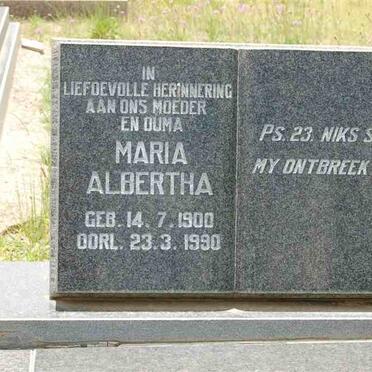 IN
LIEFDEVOLLE HERINNERING
AAN ONS MOEDER
EN OUMA
MARIA
ALBERTHA
GEB. 14. 7. 1900
OORL. 23. 3. 1990
PS. 23. NIKS
MY ONTBREEK